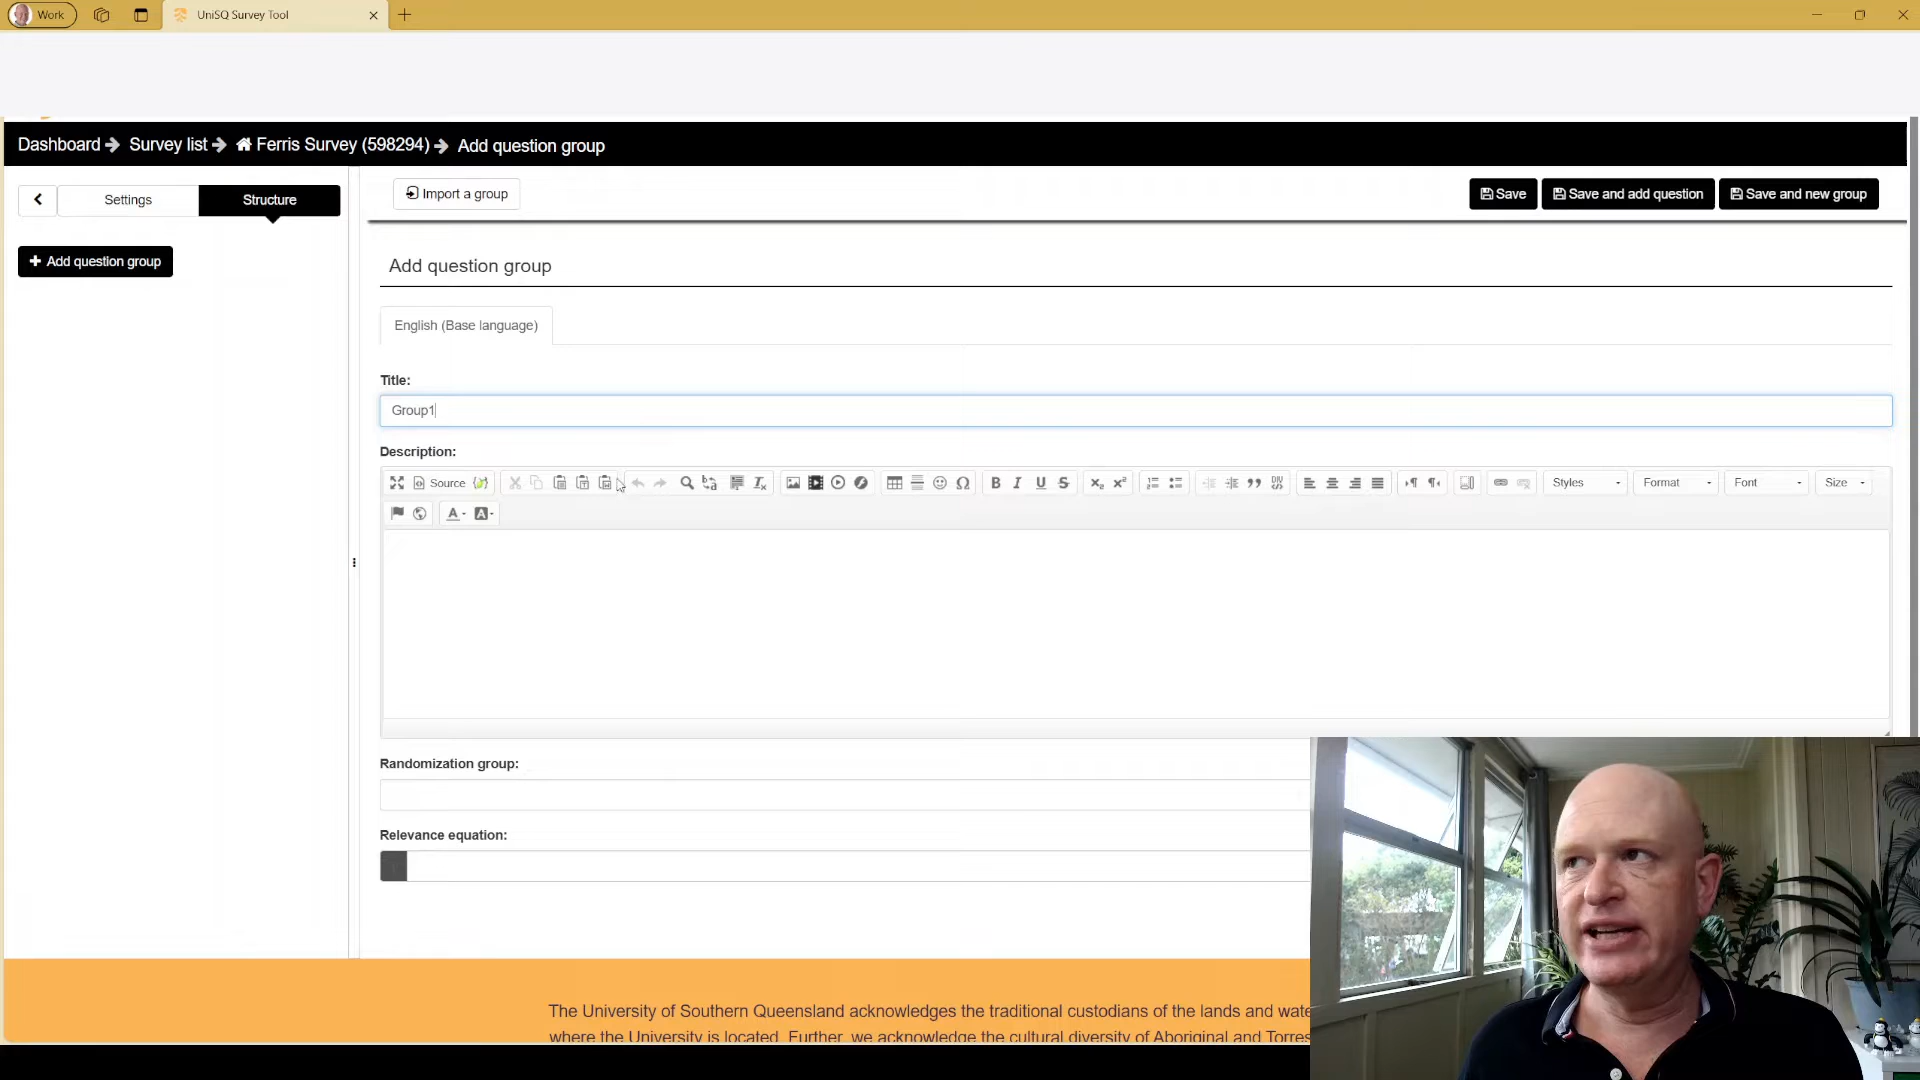 Work
UniSQ Survey Tool
Dashboard Survey list Ferris Survey (598294) Add question group
Settings
Structure
Import a group
Save
Save and add question
Save and new group
Add question group
Add question group
English (Base language)
Title:
Group1
Description:
Source
Styles
Format
Font
Size
Randomization group:
Relevance equation:
The University of Southern Queensland acknowledges the traditional custodians of the lands and wate
where the University is located. Further, we acknowledge the cultural diversity of Aboriginal and Torres